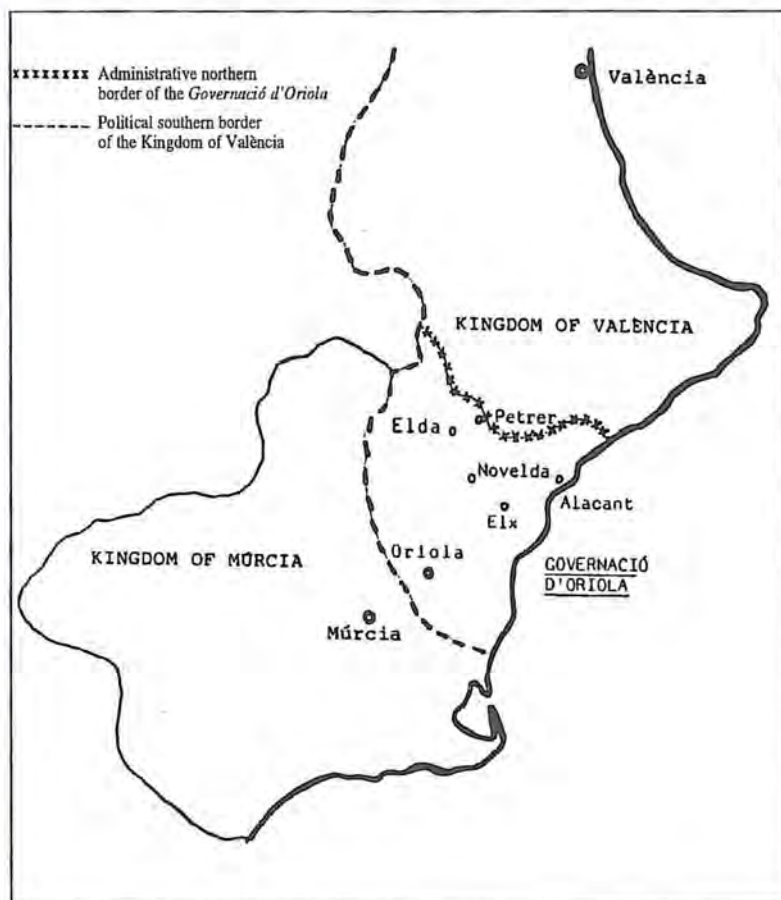 Administrative northern
border of the Governació d'Oriola
Political southern border
of the Kingdom of València
València
KINGDOM OF VALÈNCIA
Petrer
Elda
Novelda
Alacant
Elx
Oriola
KINGDOM OF MÚRCIA
GOVERNACIÓ
D'ORIOLA
Múrcia